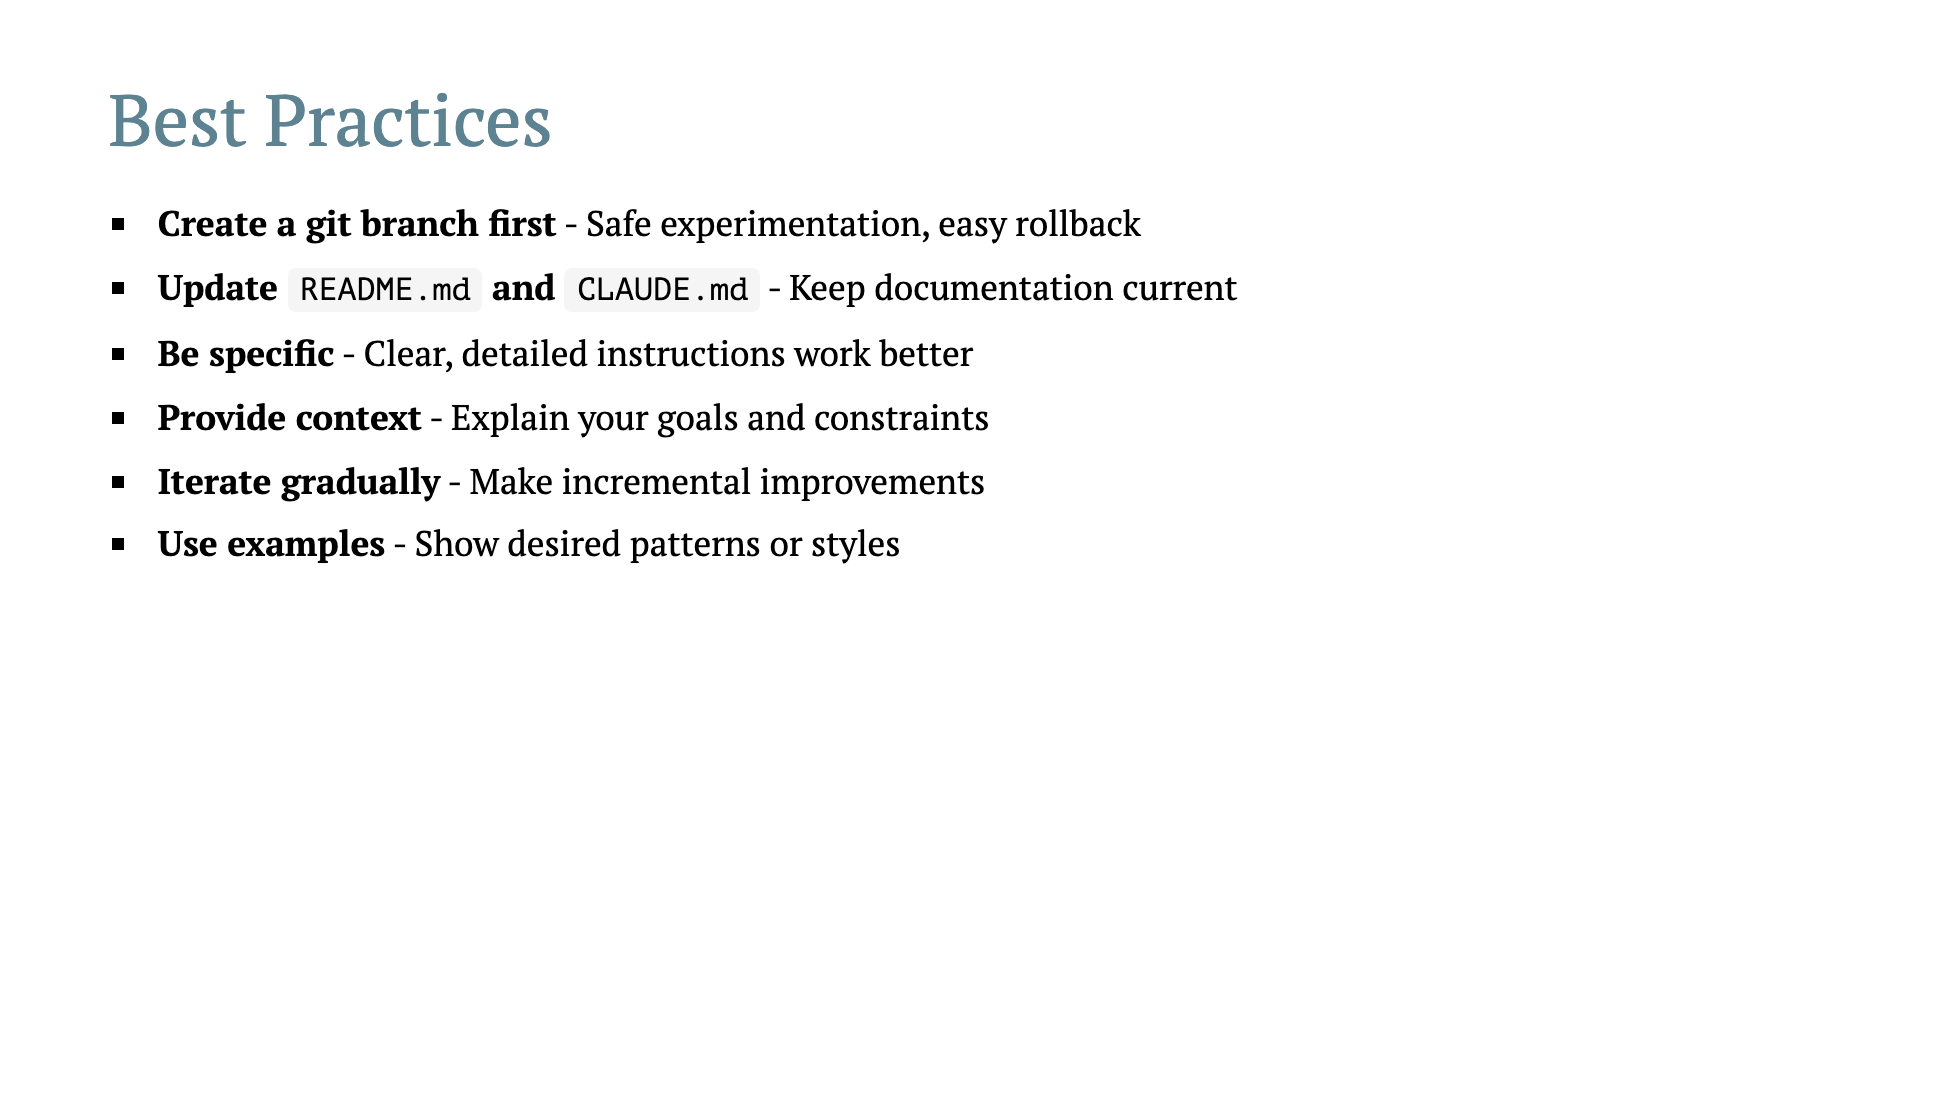 Best Practices
▪ Create a git branch first - Safe experimentation, easy rollback
▪ Update README.md and CLAUDE.md - Keep documentation current
▪ Be specific - Clear, detailed instructions work better
▪ Provide context - Explain your goals and constraints
▪ Iterate gradually - Make incremental improvements
▪ Use examples - Show desired patterns or styles